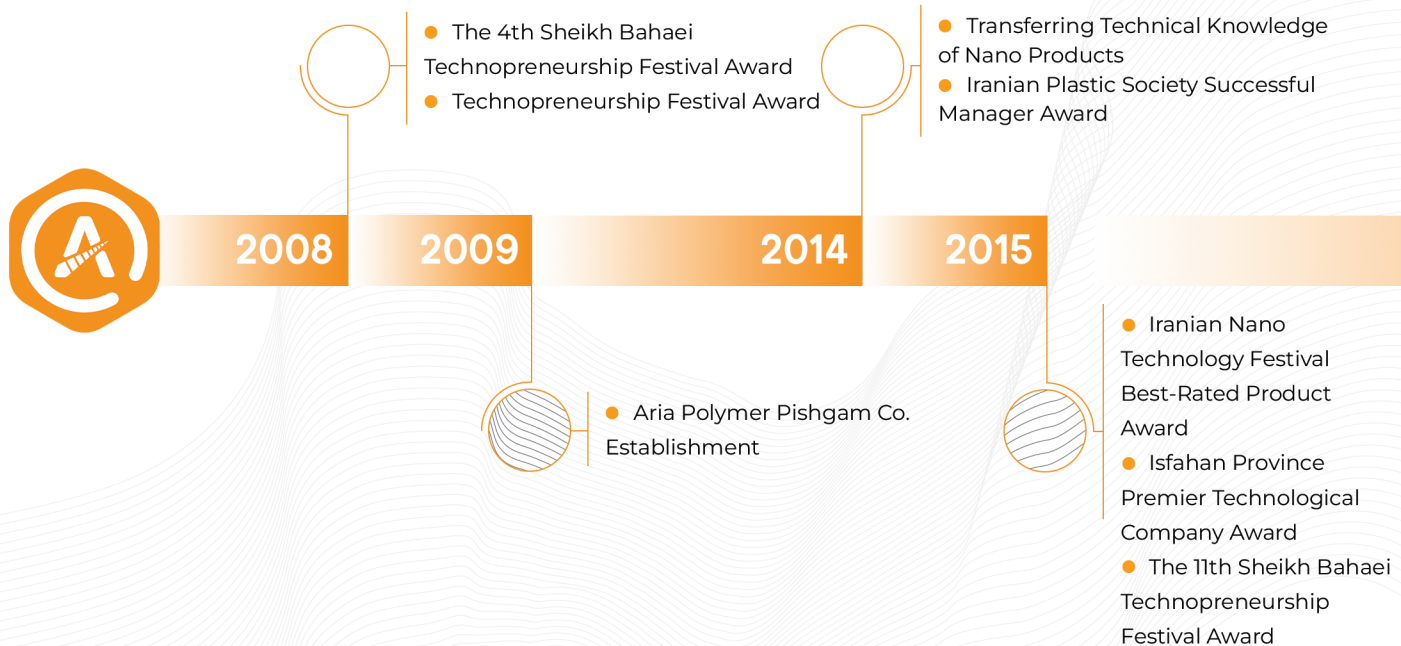 ● The 4th Sheikh Bahaei
Technopreneurship Festival Award
● Technopreneurship Festival Award
● Transferring Technical Knowledge
of Nano Products
● Iranian Plastic Society Successful
Manager Award
A
2008
2009
2014
2015
● Aria Polymer Pishgam Co.
Establishment
● Iranian Nano
Technology Festival
Best-Rated Product
Award
● Isfahan Province
Premier Technological
Company Award
● The 11th Sheikh Bahaei
Technopreneurship
Festival Award